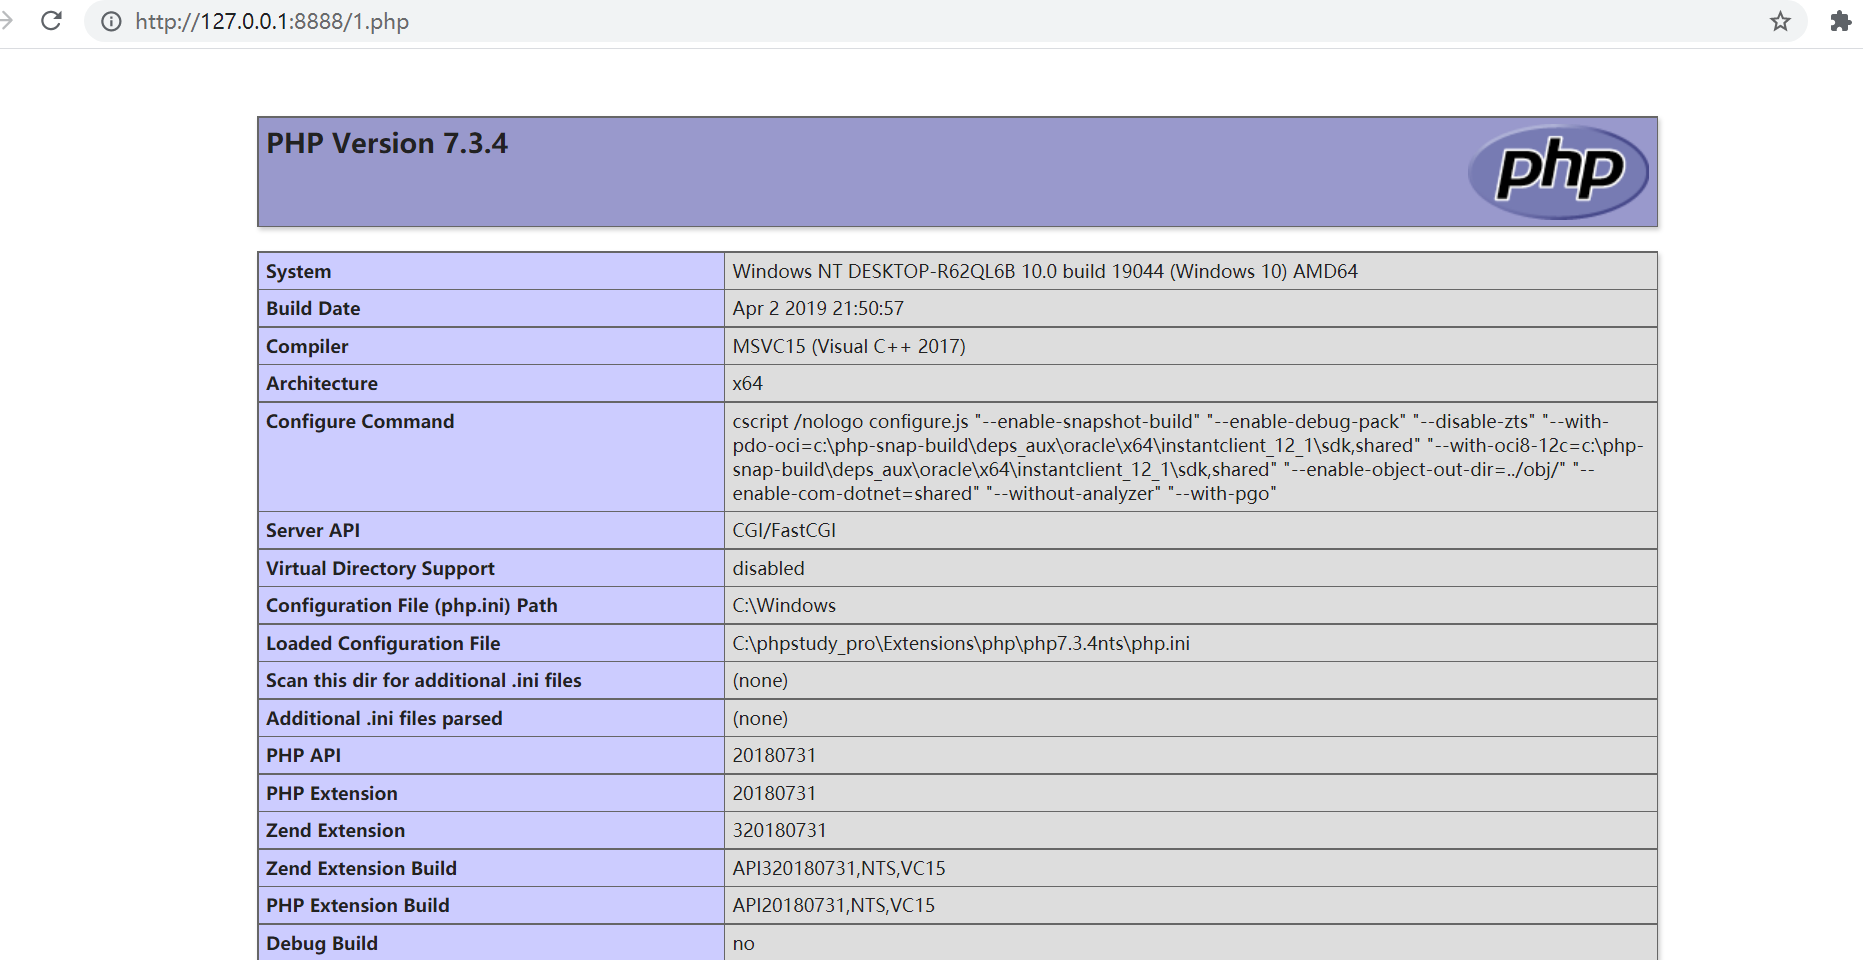 http://127.0.0.1:8888/1.php
PHP Version 7.3.4
php
System Windows NT DESKTOP-R62QL6B 10.0 build 19044 (Windows 10) AMD64
Build Date Apr 2 2019 21:50:57
Compiler MSVC15 (Visual C++ 2017)
Architecture x64
Configure Command cscript /nologo configure.js "--enable-snapshot-build" "--enable-debug-pack" "--disable-zts" "--with-
pdo-oci=c:\php-snap-build\deps_aux\oracle\x64\instantclient_12_1\sdk,shared" "--with-oci8-12c=c:\php-
snap-build\deps_aux\oracle\x64\instantclient_12_1\sdk,shared" "--enable-object-out-dir=../obj/" "--
enable-com-dotnet=shared" "--without-analyzer" "--with-pgo"
Server API CGI/FastCGI
Virtual Directory Support disabled
Configuration File (php.ini) Path C:\Windows
Loaded Configuration File C:\phpstudy_pro\Extensions\php\php7.3.4nts\php.ini
Scan this dir for additional .ini files (none)
Additional .ini files parsed (none)
PHP API 20180731
PHP Extension 20180731
Zend Extension 320180731
Zend Extension Build API320180731,NTS,VC15
PHP Extension Build API20180731,NTS,VC15
Debug Build no